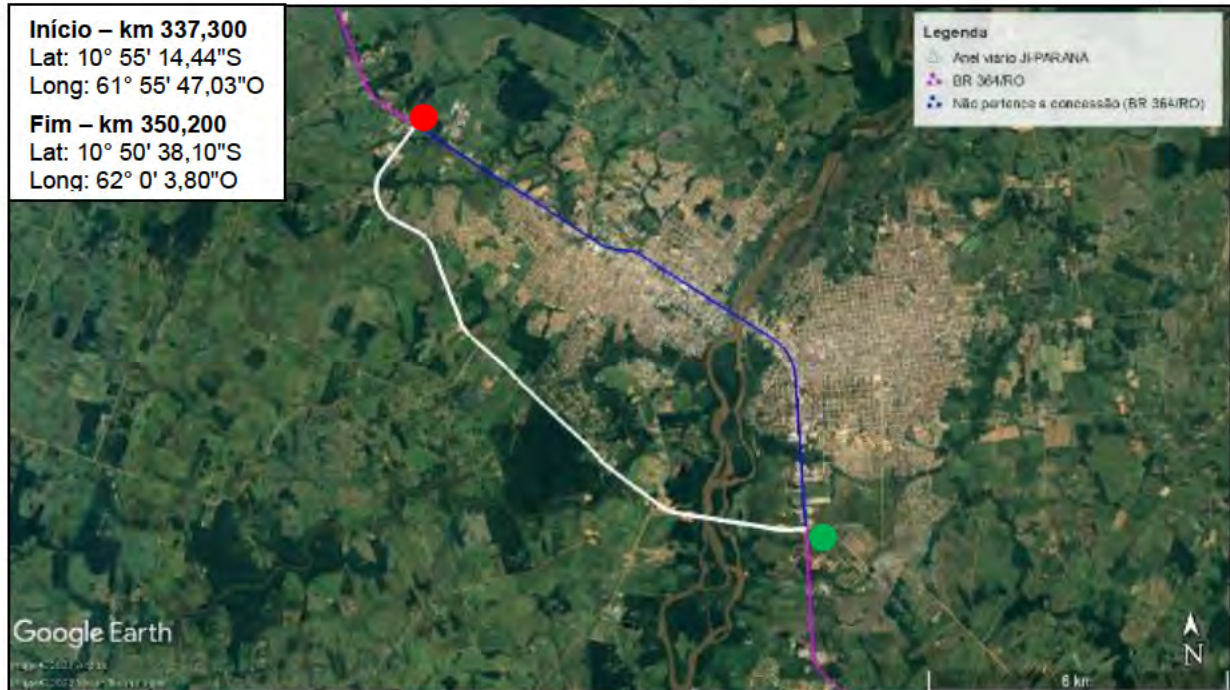 Início – km 337,300
Lat: 10° 55' 14,44"S
Long: 61° 55' 47,03"O
Fim – km 350,200
Lat: 10° 50' 38,10"S
Long: 62° 0' 3,80"O
Legenda
Anel viário JI-PARANÁ
BR 364/RO
Não pertence a concessão (BR 364/RO)
Google Earth
N
6 km